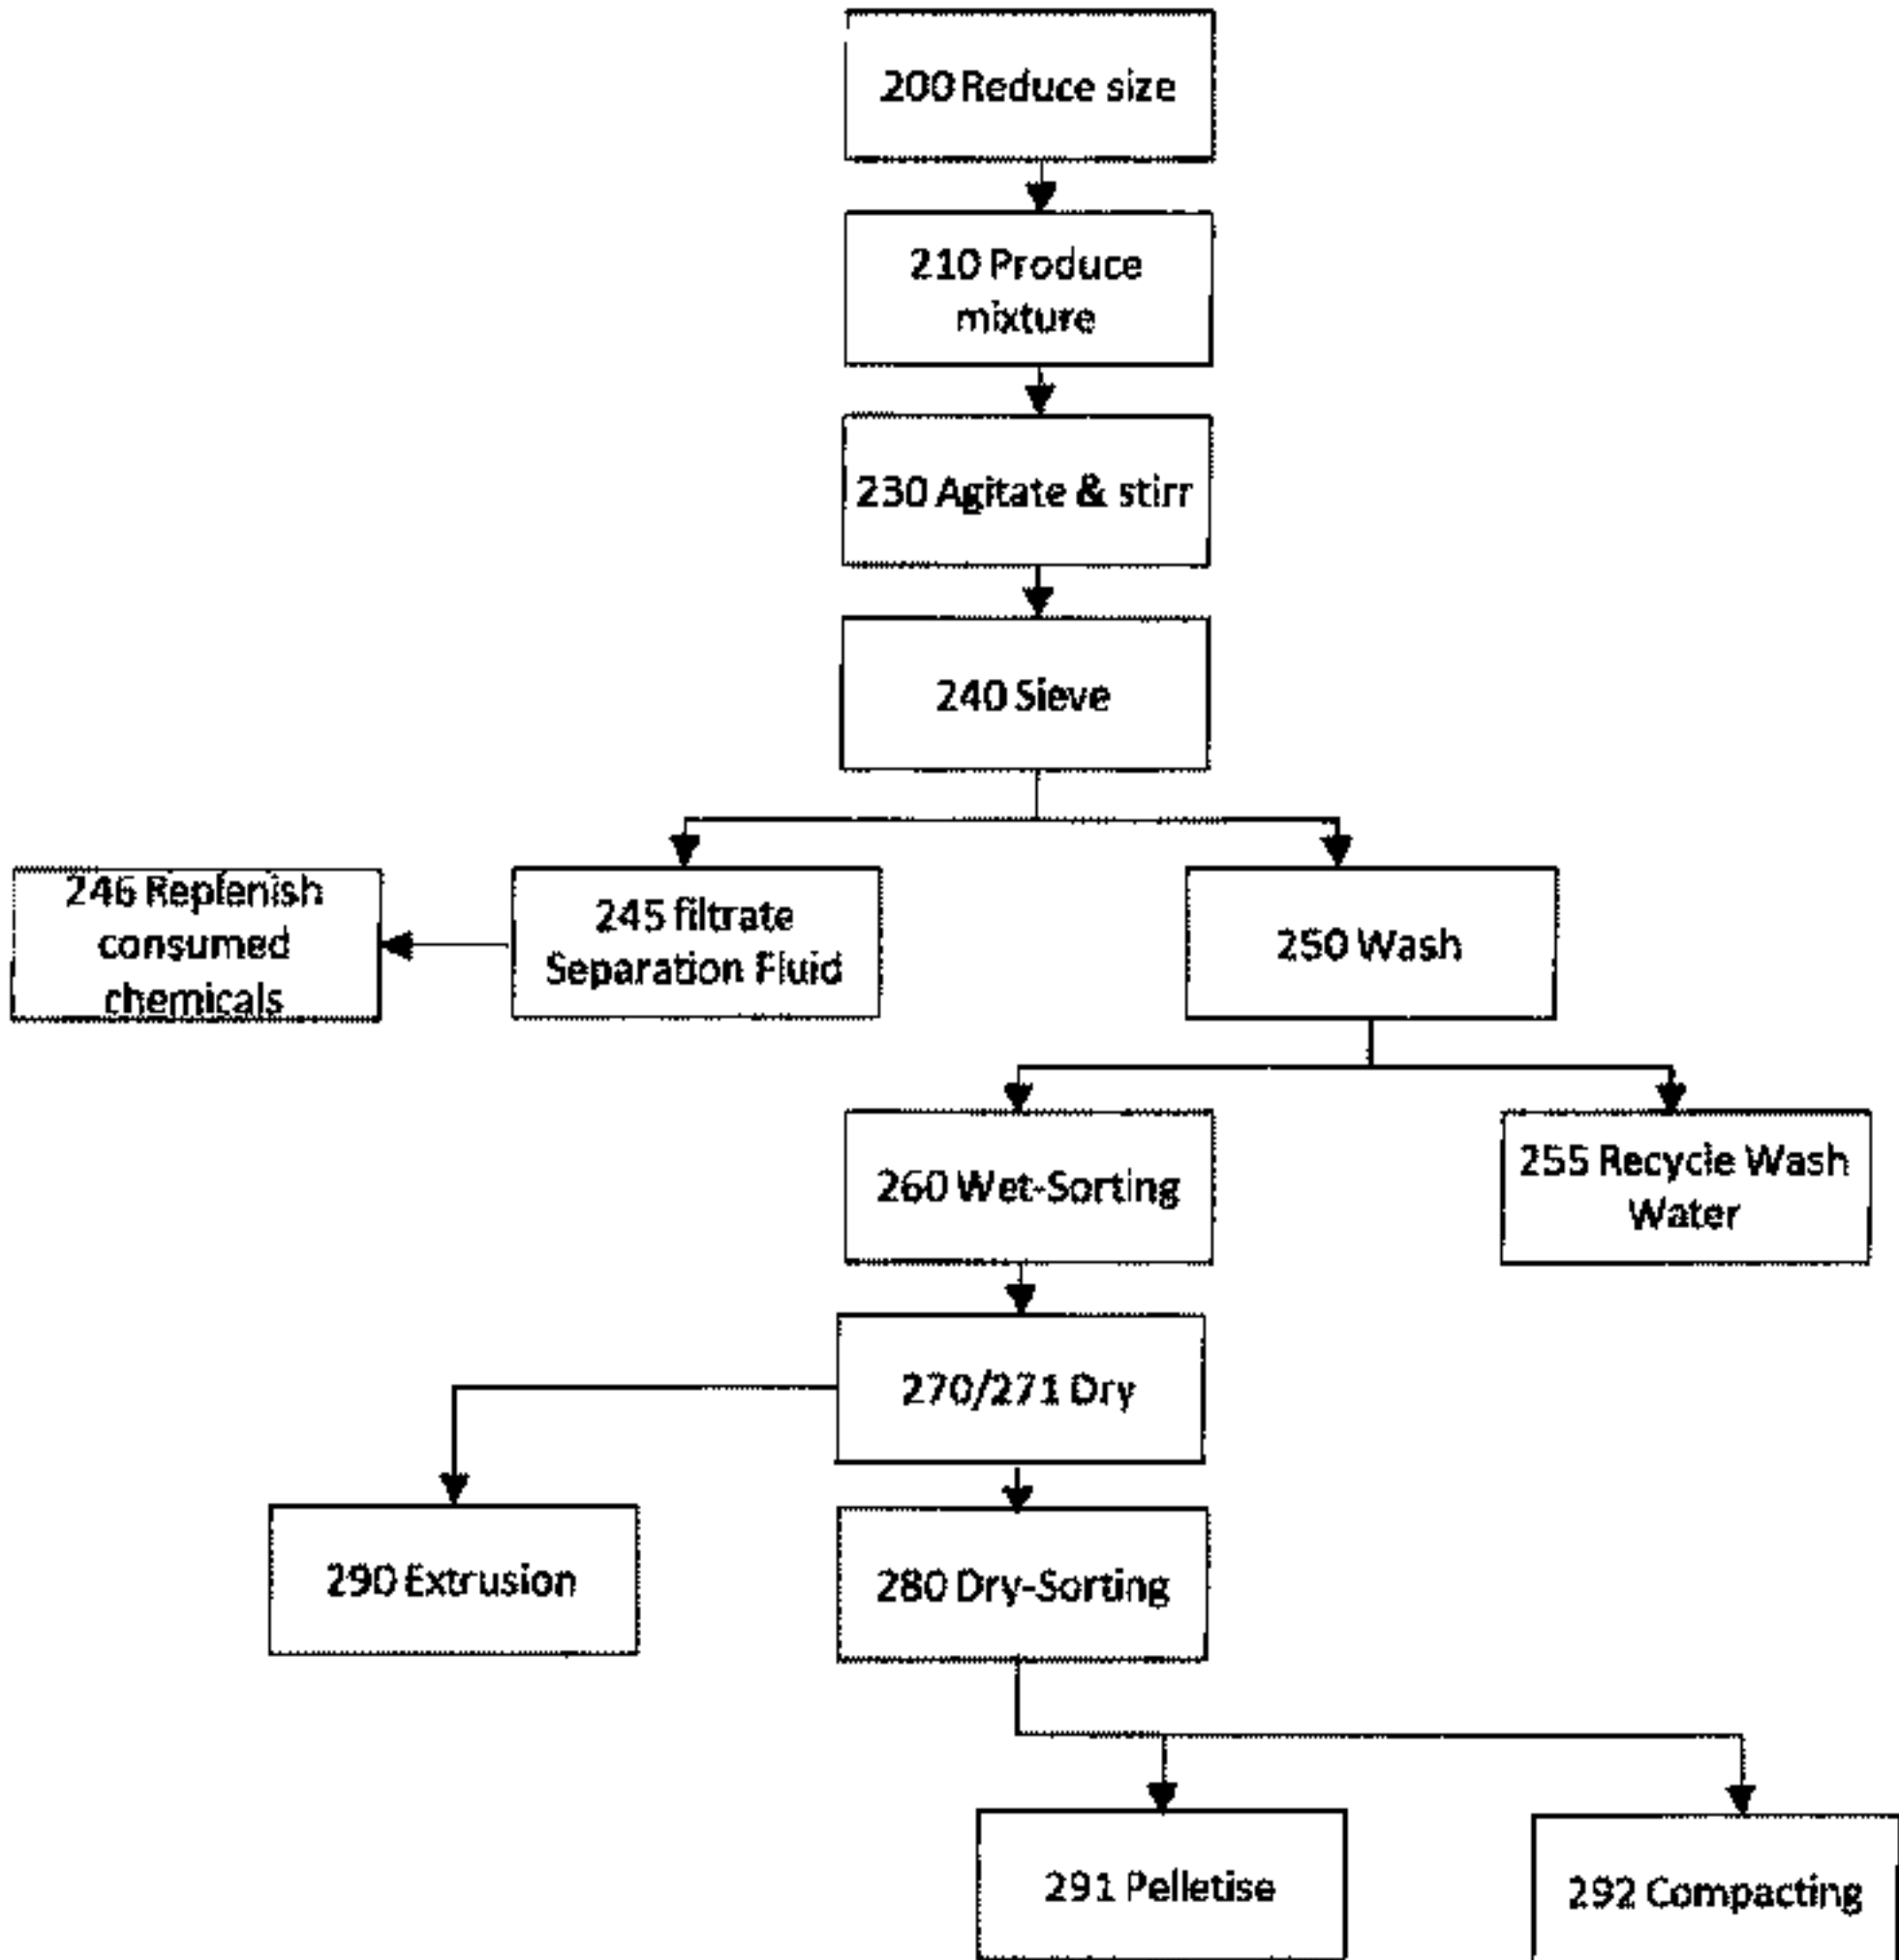 200 Reduce size
210 Produce
mixture
230 Agitate & stirr
240 Sieve
246 Replenish
consumed
chemicals
245 filtrate
Separation Fluid
250 Wash
260 Wet-Sorting
255 Recycle Wash
Water
270/271 Dry
290 Extrusion
280 Dry-Sorting
291 Pelletise
292 Compacting